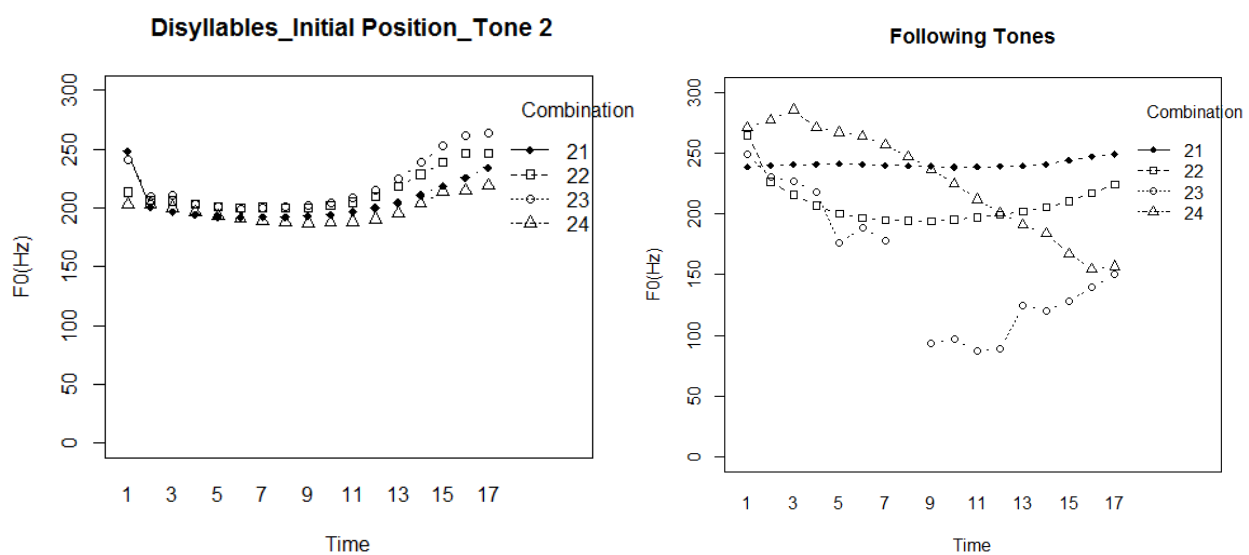 Disyllables_Initial Position_Tone 2
F0(Hz)
300
250
200
150
100
50
0
Combination
21
22
23
24
1 3 5 7 9 11 13 15 17
Time
Following Tones
F0(Hz)
300
250
200
150
100
50
0
Combination
21
22
23
24
1 3 5 7 9 11 13 15 17
Time